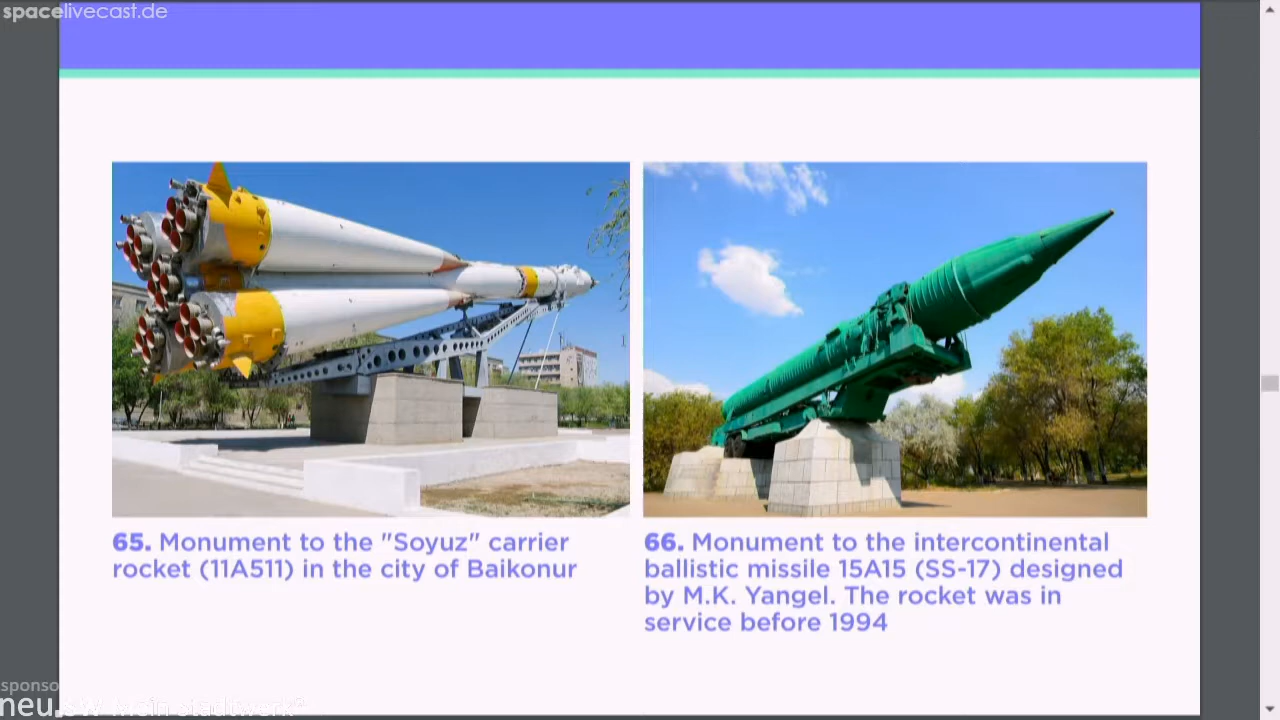 spacelivecast.de
65. Monument to the "Soyuz" carrier
rocket (11A511) in the city of Baikonur
66. Monument to the intercontinental
ballistic missile 15A15 (SS-17) designed
by M.K. Yangel. The rocket was in
service before 1994
sponso
neu.sw Mein Stadtwerk®